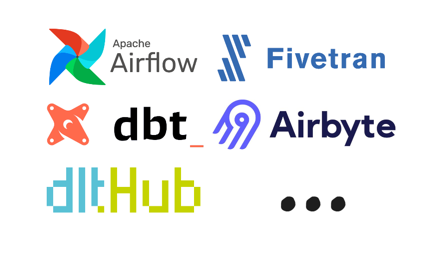 Apache
Airflow
Fivetran
dbt_
Airbyte
dltHub
...